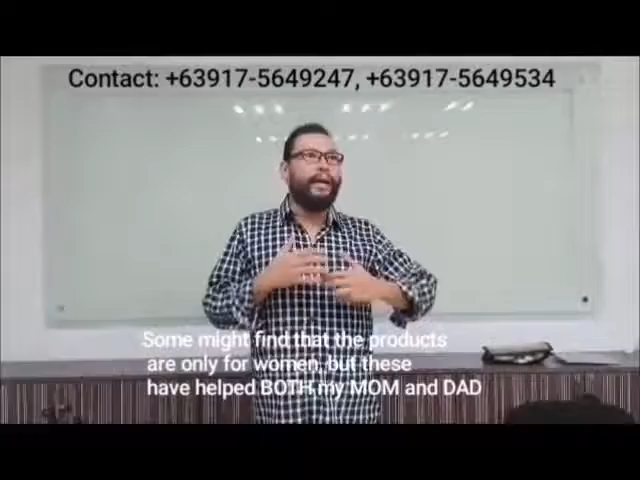 Contact: +63917-5649247, +63917-5649534
Some might find that the products
are only for women, but these
have helped BOTH my MOM and DAD